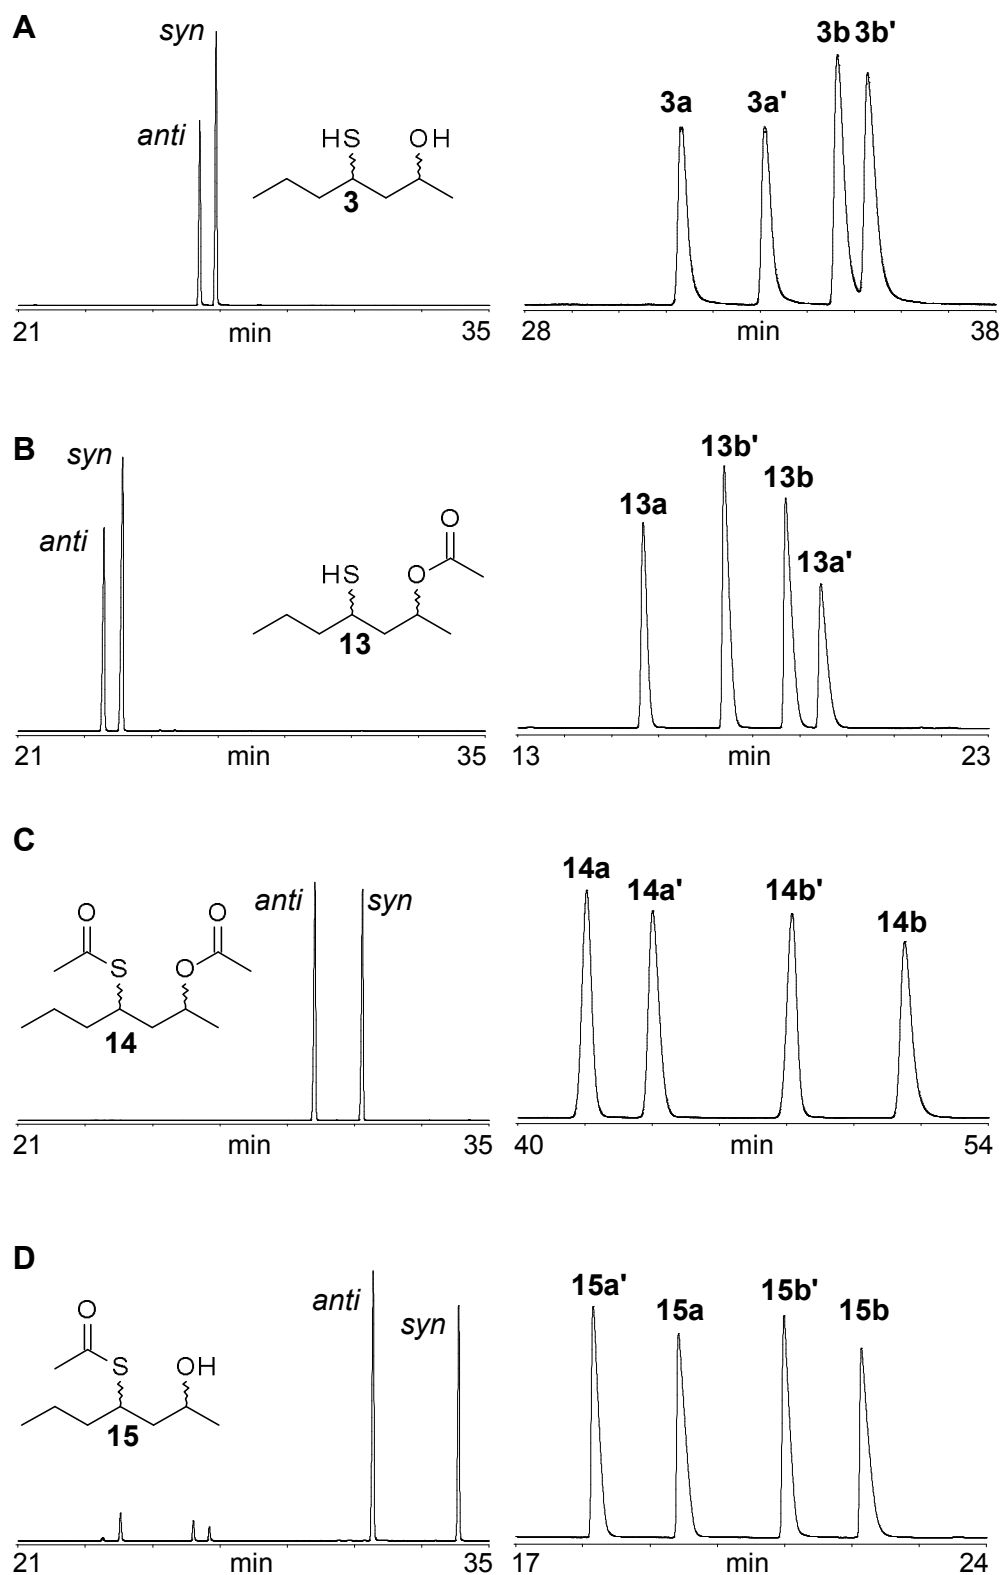 A
syn
anti
HS OH
3
21 min 35
3a 3a' 3b 3b'
28 min 38
B
syn
anti
O
HS O
13
21 min 35
13a 13b' 13b 13a'
13 min 23
C
anti syn
O O
S O
14
21 min 35
14a 14a' 14b' 14b
40 min 54
D
anti
syn
O
S OH
15
21 min 35
15a' 15a 15b' 15b
17 min 24